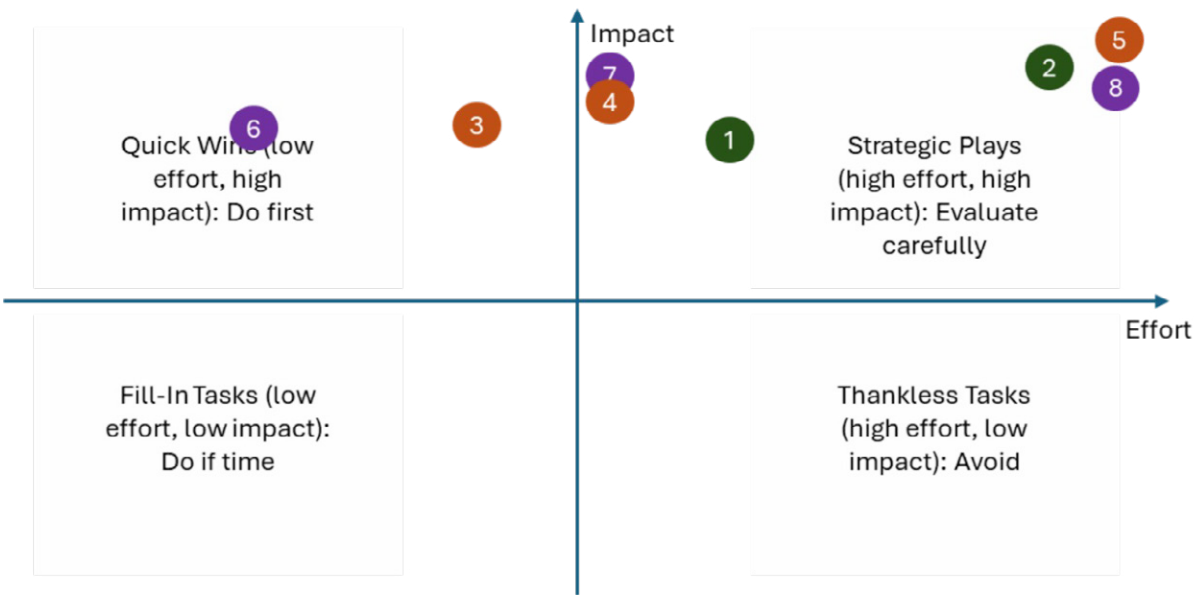 Impact
5
2
7
8
4
6
3
1
Quick Wins (low
effort, high
impact): Do first
Strategic Plays
(high effort, high
impact): Evaluate
carefully
Effort
Fill-In Tasks (low
effort, low impact):
Do if time
Thankless Tasks
(high effort, low
impact): Avoid